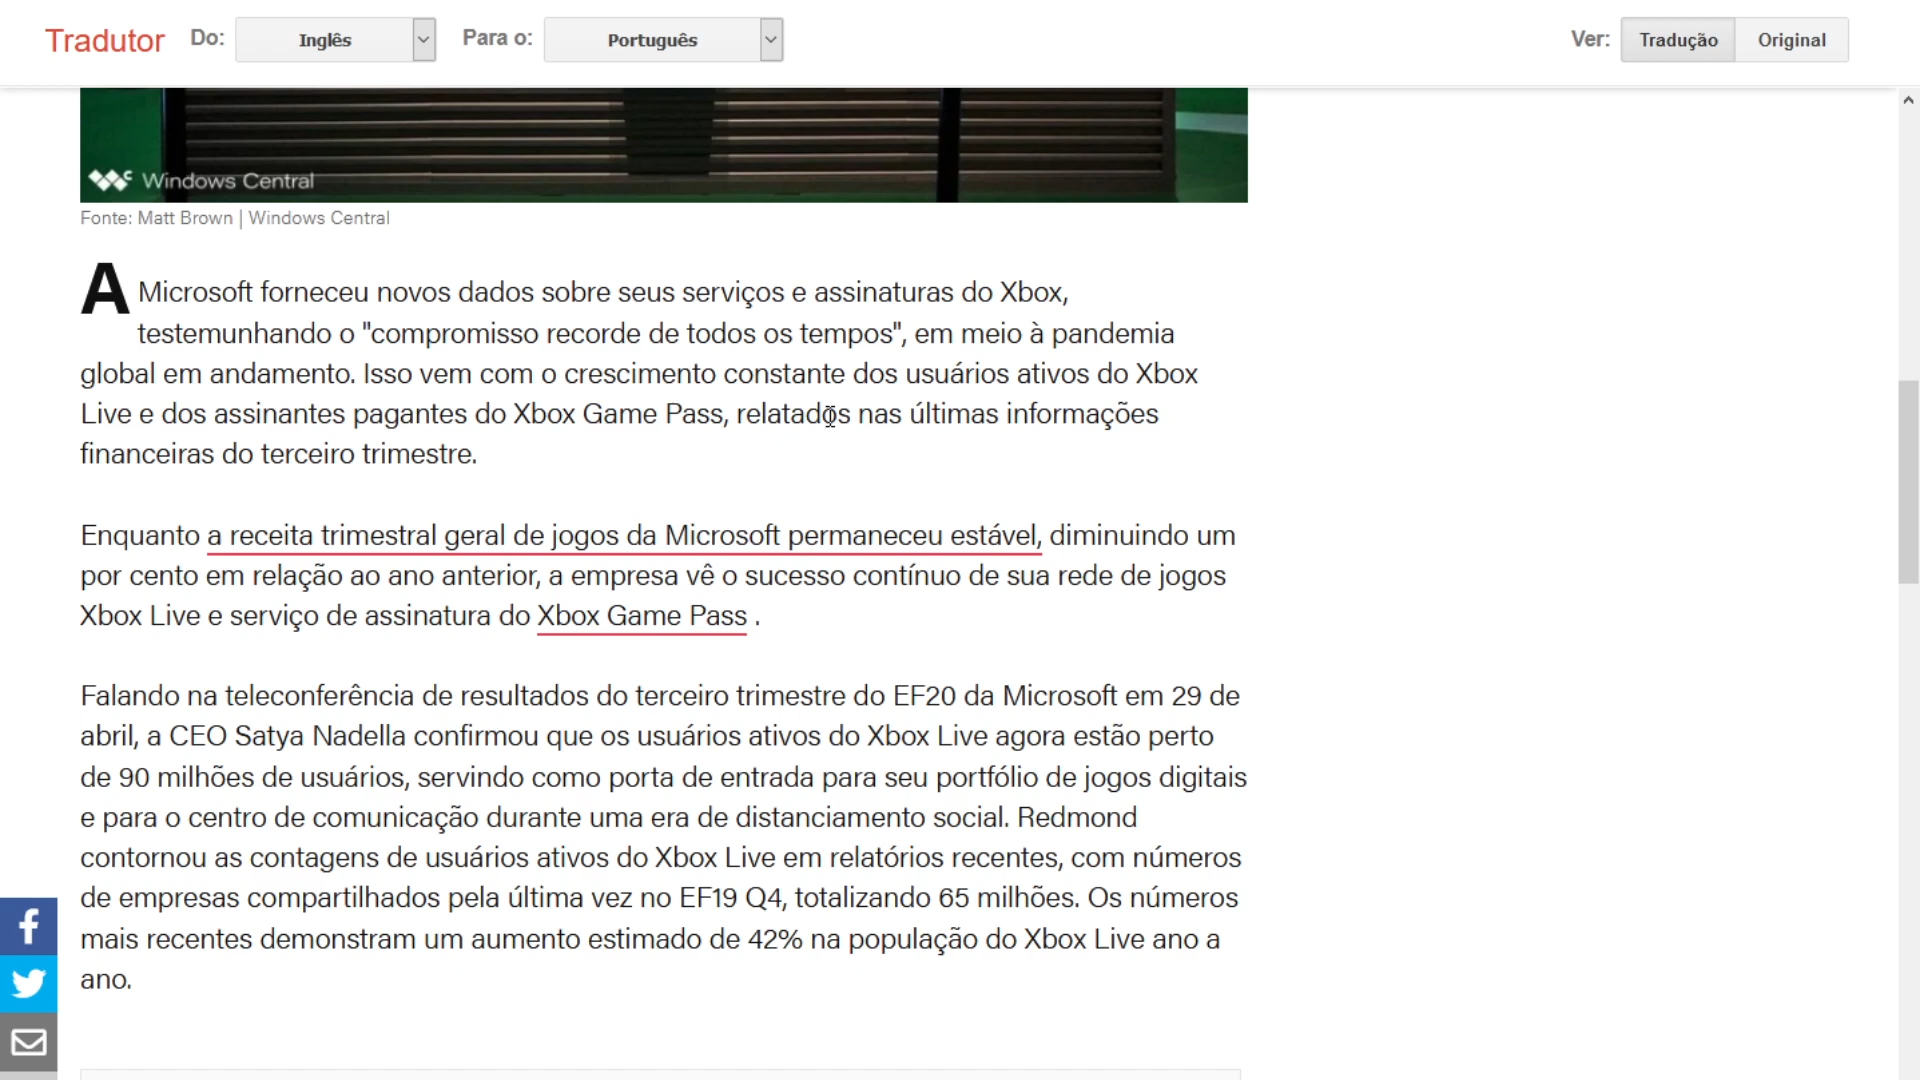 Tradutor Do: Inglês Para o: Português Ver: Tradução Original
Windows Central
Fonte: Matt Brown | Windows Central
A Microsoft forneceu novos dados sobre seus serviços e assinaturas do Xbox,
testemunhando o "compromisso recorde de todos os tempos", em meio à pandemia
global em andamento. Isso vem com o crescimento constante dos usuários ativos do Xbox
Live e dos assinantes pagantes do Xbox Game Pass, relatados nas últimas informações
financeiras do terceiro trimestre.
Enquanto a receita trimestral geral de jogos da Microsoft permaneceu estável, diminuindo um
por cento em relação ao ano anterior, a empresa vê o sucesso contínuo de sua rede de jogos
Xbox Live e serviço de assinatura do Xbox Game Pass .
Falando na teleconferência de resultados do terceiro trimestre do EF20 da Microsoft em 29 de
abril, a CEO Satya Nadella confirmou que os usuários ativos do Xbox Live agora estão perto
de 90 milhões de usuários, servindo como porta de entrada para seu portfólio de jogos digitais
e para o centro de comunicação durante uma era de distanciamento social. Redmond
contornou as contagens de usuários ativos do Xbox Live em relatórios recentes, com números
de empresas compartilhados pela última vez no EF19 Q4, totalizando 65 milhões. Os números
mais recentes demonstram um aumento estimado de 42% na população do Xbox Live ano a
ano.